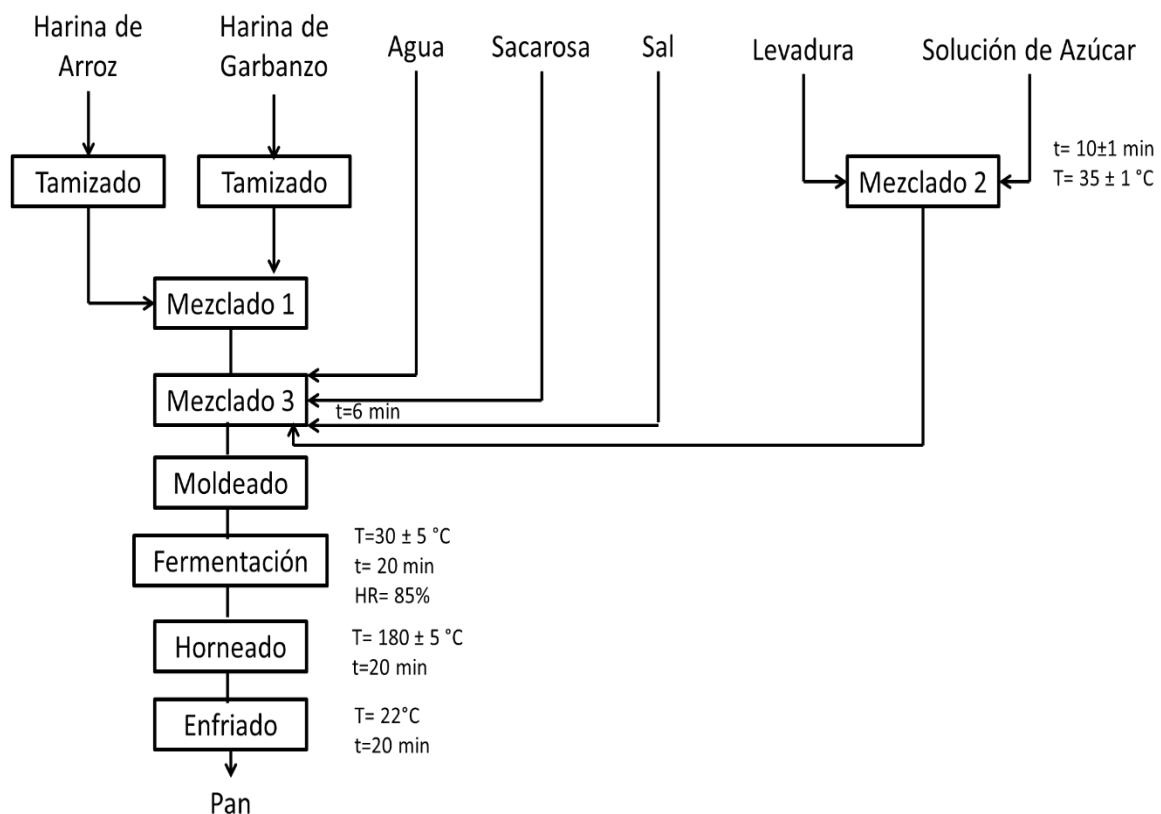 Harina de
Arroz
Harina de
Garbanzo
Agua
Sacarosa
Sal
Levadura
Solución de Azúcar
Tamizado
Tamizado
Mezclado 2
t= 10±1 min
T= 35 ± 1 °C
Mezclado 1
Mezclado 3
t=6 min
Moldeado
Fermentación
T=30 ± 5 °C
t= 20 min
HR= 85%
Horneado
T= 180 ± 5 °C
t=20 min
Enfriado
T= 22°C
t=20 min
Pan